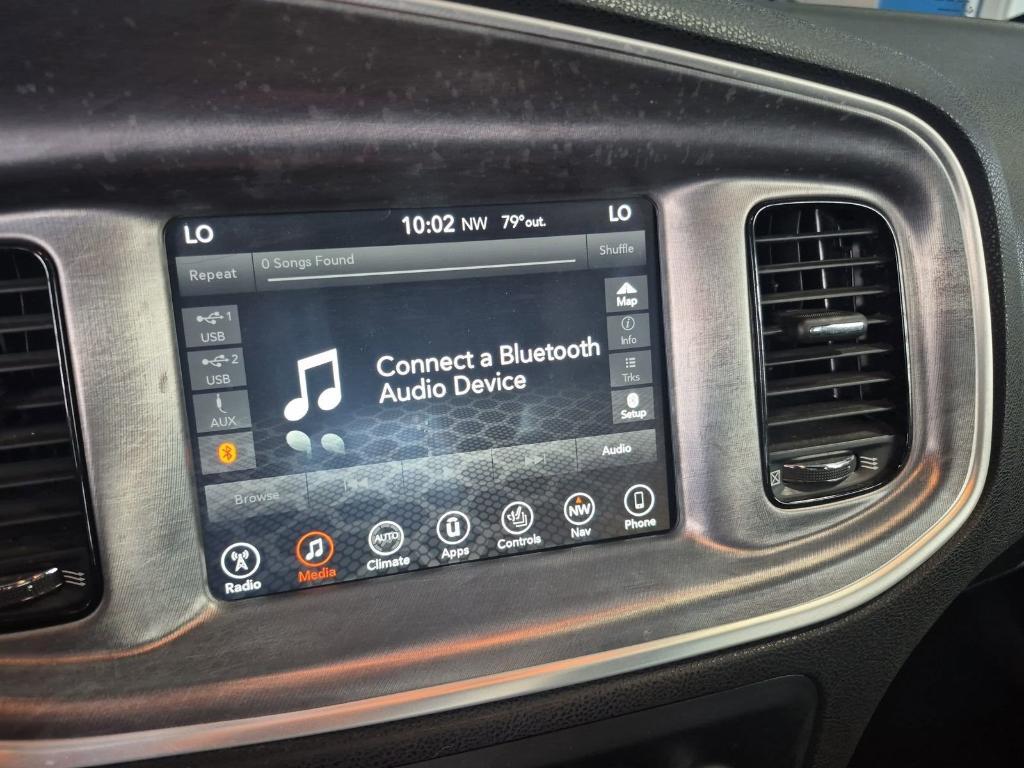 LO
10:02 NW 79°out.
LO
Repeat
0 Songs Found
Shuffle
1
USB
2
USB
AUX
Connect a Bluetooth
Audio Device
Map
Info
Trks
Setup
Browse
Audio
Radio
Media
AUTO
Climate
Apps
Controls
NW
Nav
Phone